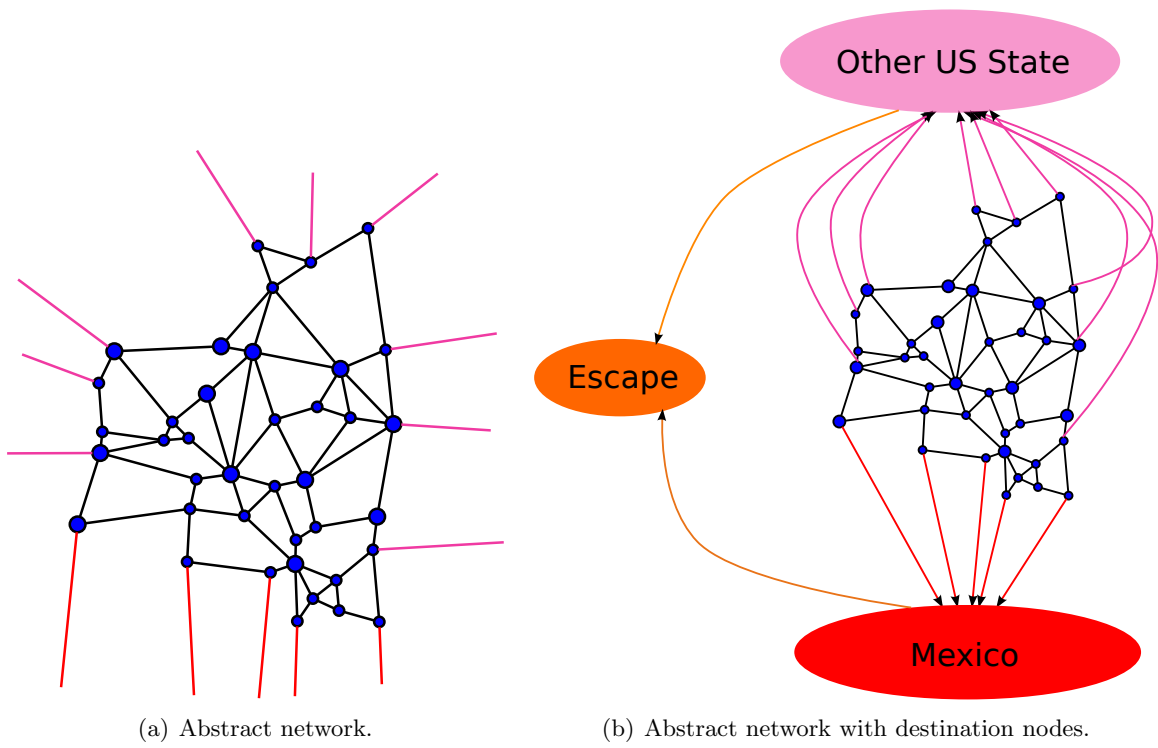 Other US State
Escape
Mexico
(a) Abstract network.
(b) Abstract network with destination nodes.